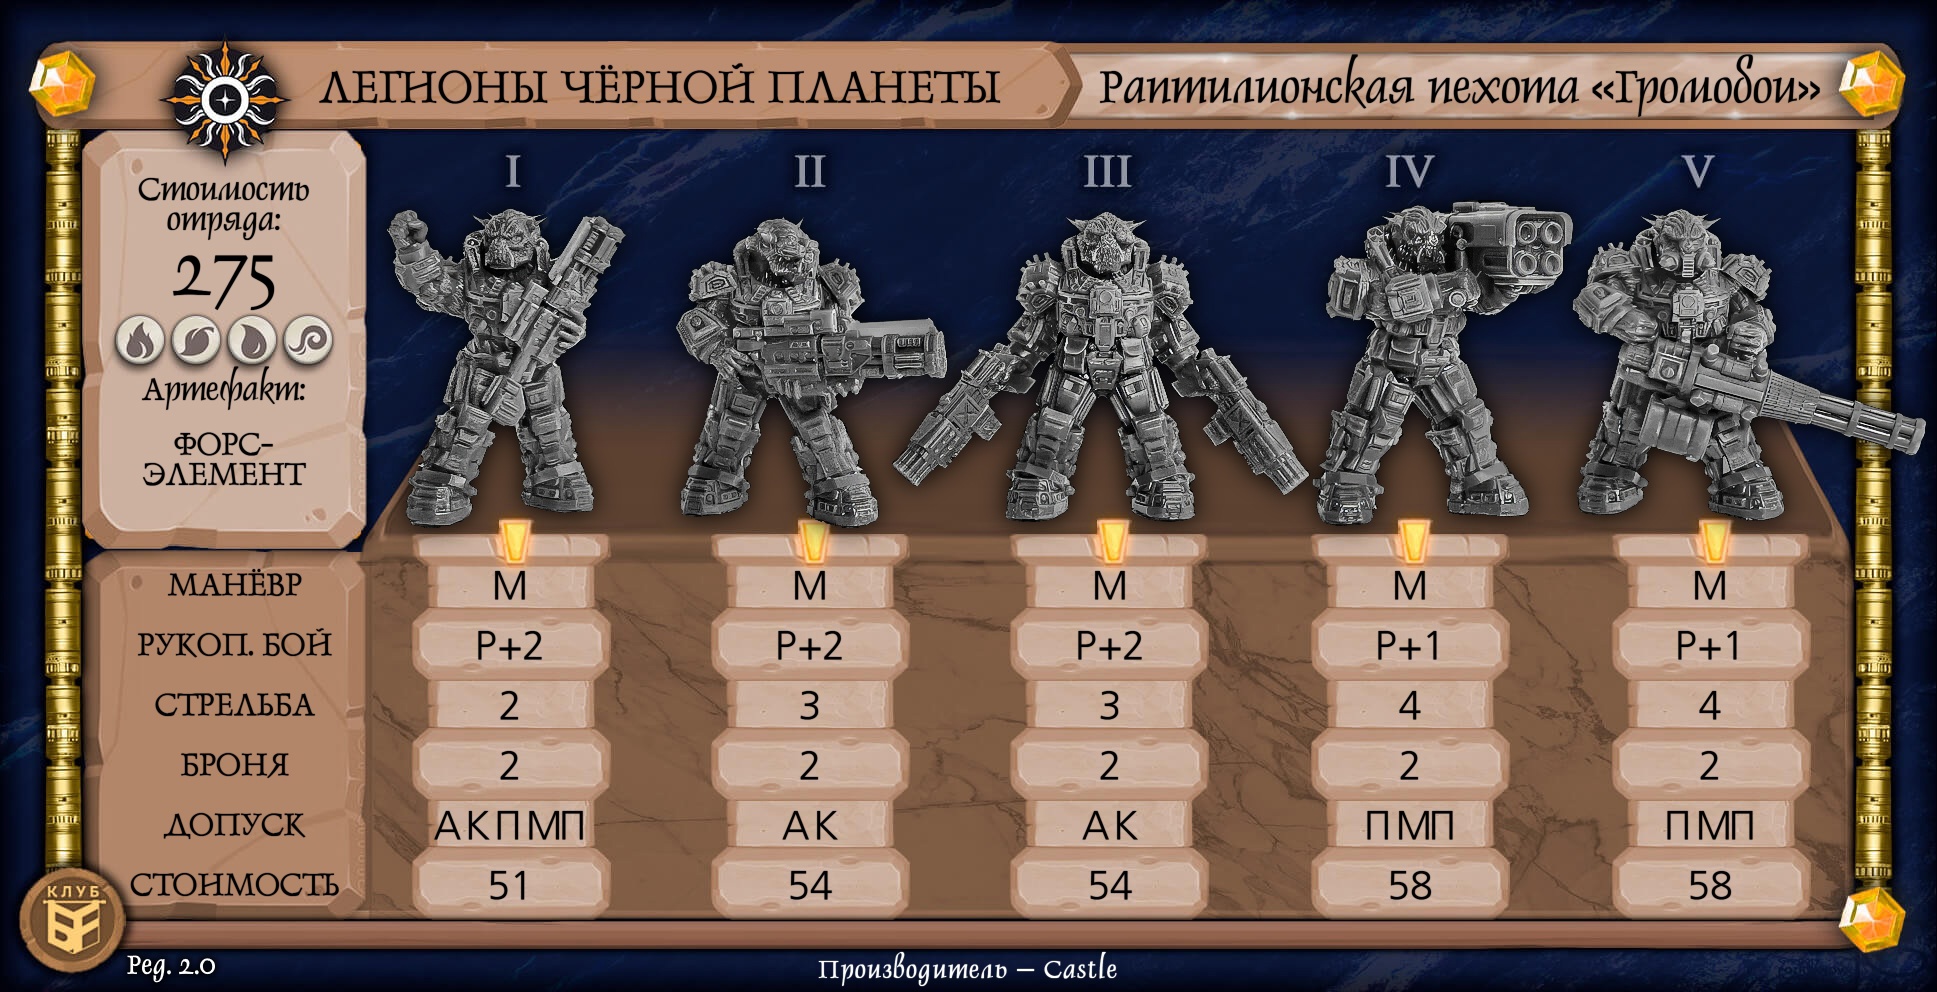 ЛЕГИОНЫ ЧЁРНОЙ ПЛАНЕТЫ
Раптилионская пехота «Громобои»
Стоимость
отряда:
275
Артефакт:
ФОРС-
ЭЛЕМЕНТ
I II III IV V
МАНЁВР М М М М М
РУКОП. БОЙ Р+2 Р+2 Р+2 Р+1 Р+1
СТРЕЛЬБА 2 3 3 4 4
БРОНЯ 2 2 2 2 2
ДОПУСК АКПМП АК АК ПМП ПМП
СТОИМОСТЬ 51 54 54 58 58
КЛУБ
Ред. 2.0
Производитель – Castle